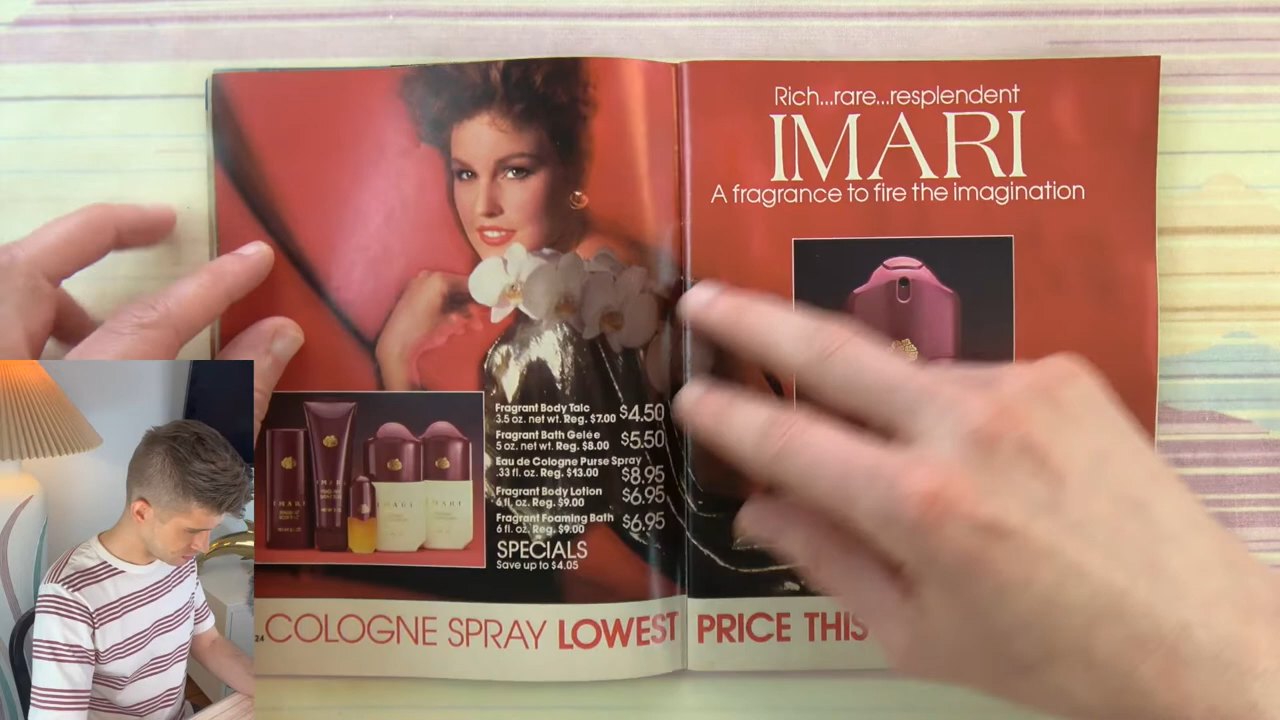 Rich...rare...resplendent
IMARI
A fragrance to fire the imagination
Fragrant Body Talc
3.5 oz. net wt. Reg. $7.00 $4.50
Fragrant Bath Gelée
5 oz. net wt. Reg. $8.00 $5.50
Eau de Cologne Purse Spray
.33 fl. oz. Reg. $13.00 $8.95
Fragrant Body Lotion
6 fl. oz. Reg. $9.00 $6.95
Fragrant Foaming Bath
6 fl. oz. Reg. $9.00 $6.95
SPECIALS
Save up to $4.05
IMARI
IMARI
IMARI
24 COLOGNE SPRAY LOWEST PRICE THIS